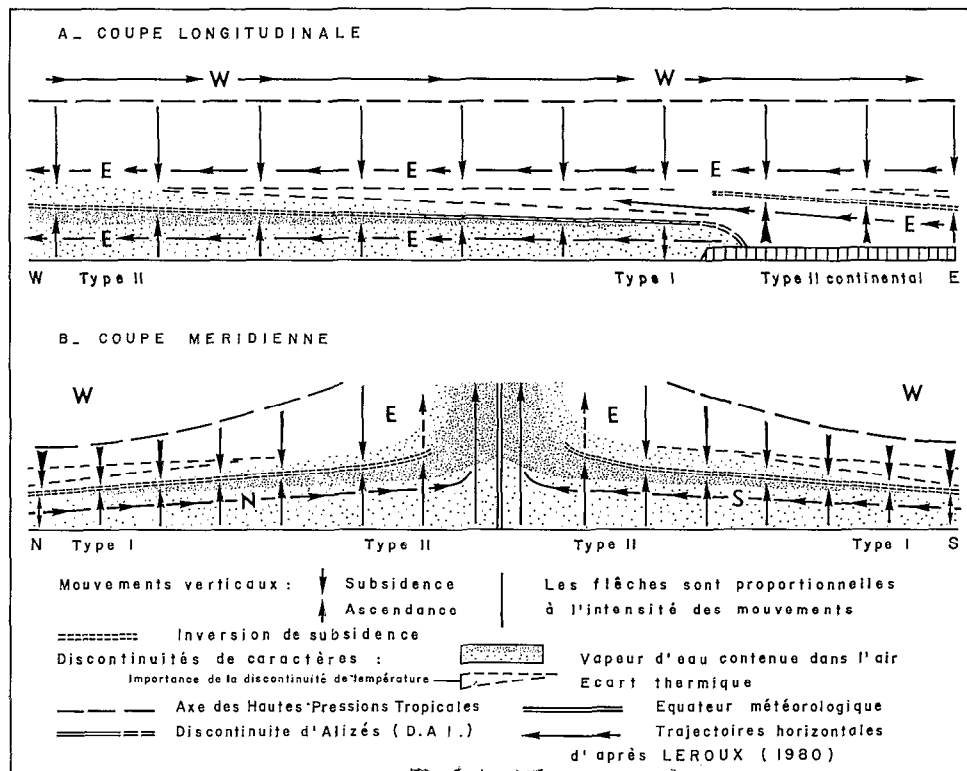 A_ COUPE LONGITUDINALE
W W
E E E
E E E
W Type II Type I Type II continental E
B_ COUPE MERIDIENNE
W E E W
N S
N Type I Type II Type II Type I S
Mouvements verticaux : Subsidence Les flêches sont proportionnelles
Ascendance à l'intensité des mouvements
Inversion de subsidence
Discontinuités de caractères : Vapeur d'eau contenue dans l'air
Importance de la discontinuité de température Ecart thermique
Axe des Hautes Pressions Tropicales Equateur météorologique
Discontinuite d'Alizés (D.A I.) Trajectoires horizontales
d'après LEROUX (1980)